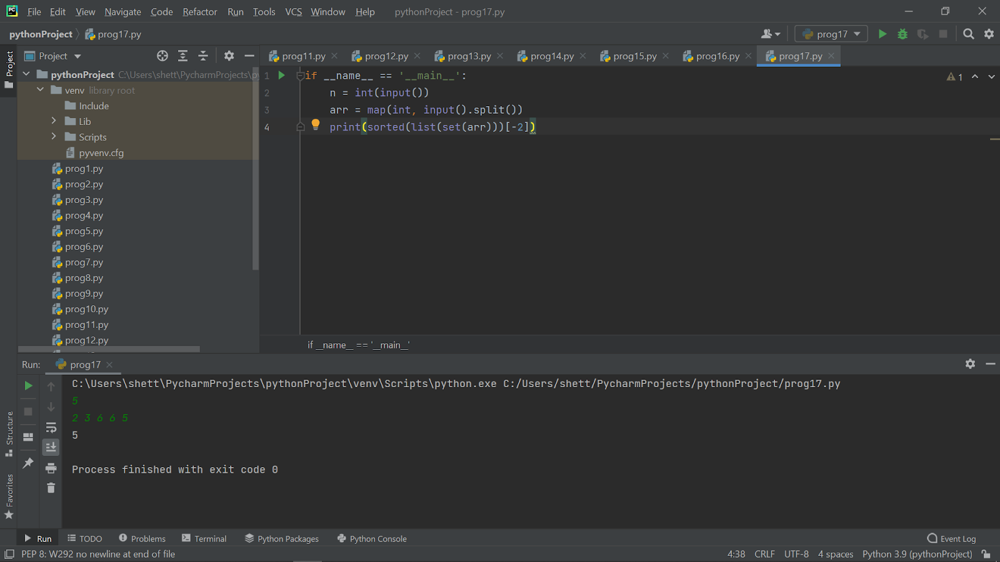 PC File Edit View Navigate Code Refactor Run Tools VCS Window Help pythonProject - prog17.py
pythonProject prog17.py prog17
Project
Project
prog11.py prog12.py prog13.py prog14.py prog15.py prog16.py prog17.py
pythonProject C:\Users\shett\PycharmProjects\py
venv library root
Include
Lib
Scripts
pyvenv.cfg
prog1.py
prog2.py
prog3.py
prog4.py
prog5.py
prog6.py
prog7.py
prog8.py
prog9.py
prog10.py
prog11.py
prog12.py
1 if __name__ == '__main__':
2 n = int(input())
3 arr = map(int, input().split())
4 print(sorted(list(set(arr)))[-2])
1
if __name__ == '__main__'
Run: prog17
C:\Users\shett\PycharmProjects\pythonProject\venv\Scripts\python.exe C:/Users/shett/PycharmProjects/pythonProject/prog17.py
5
2 3 6 6 5
5
Process finished with exit code 0
Structure
Favorites
Run TODO Problems Terminal Python Packages Python Console Event Log
PEP 8: W292 no newline at end of file 4:38 CRLF UTF-8 4 spaces Python 3.9 (pythonProject)